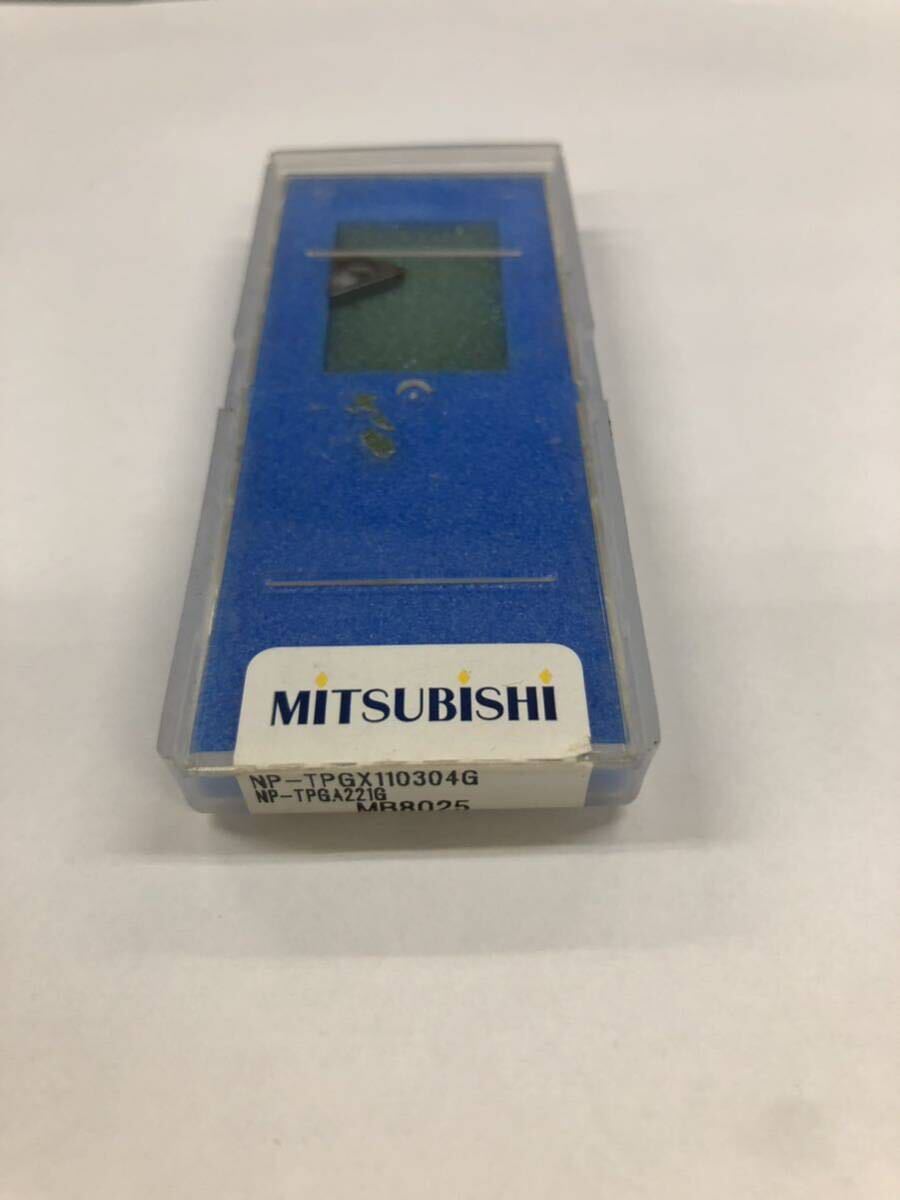 MITSUBISHI
NP-TPGX110304G
NP-TPGA221G
MB8025